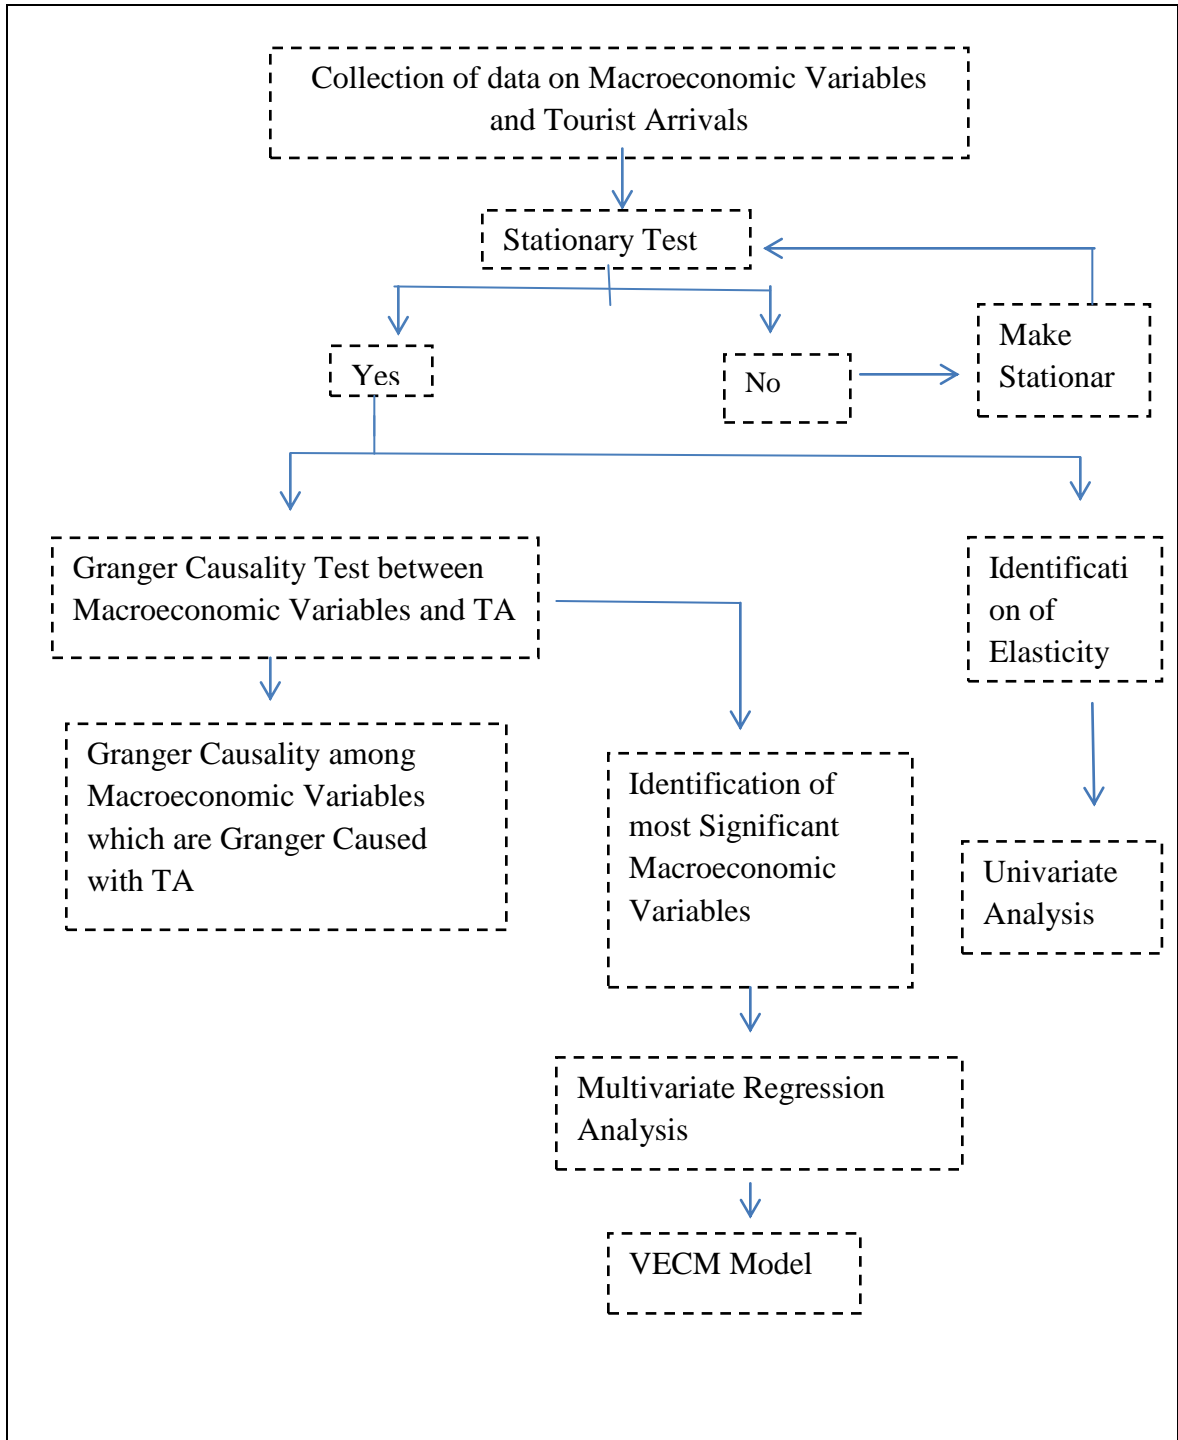 Collection of data on Macroeconomic Variables
and Tourist Arrivals
Stationary Test
Make
Stationar
Yes
No
Granger Causality Test between
Macroeconomic Variables and TA
Identificati
on of
Elasticity
Granger Causality among
Macroeconomic Variables
which are Granger Caused
with TA
Identification of
most Significant
Macroeconomic
Variables
Univariate
Analysis
Multivariate Regression
Analysis
VECM Model